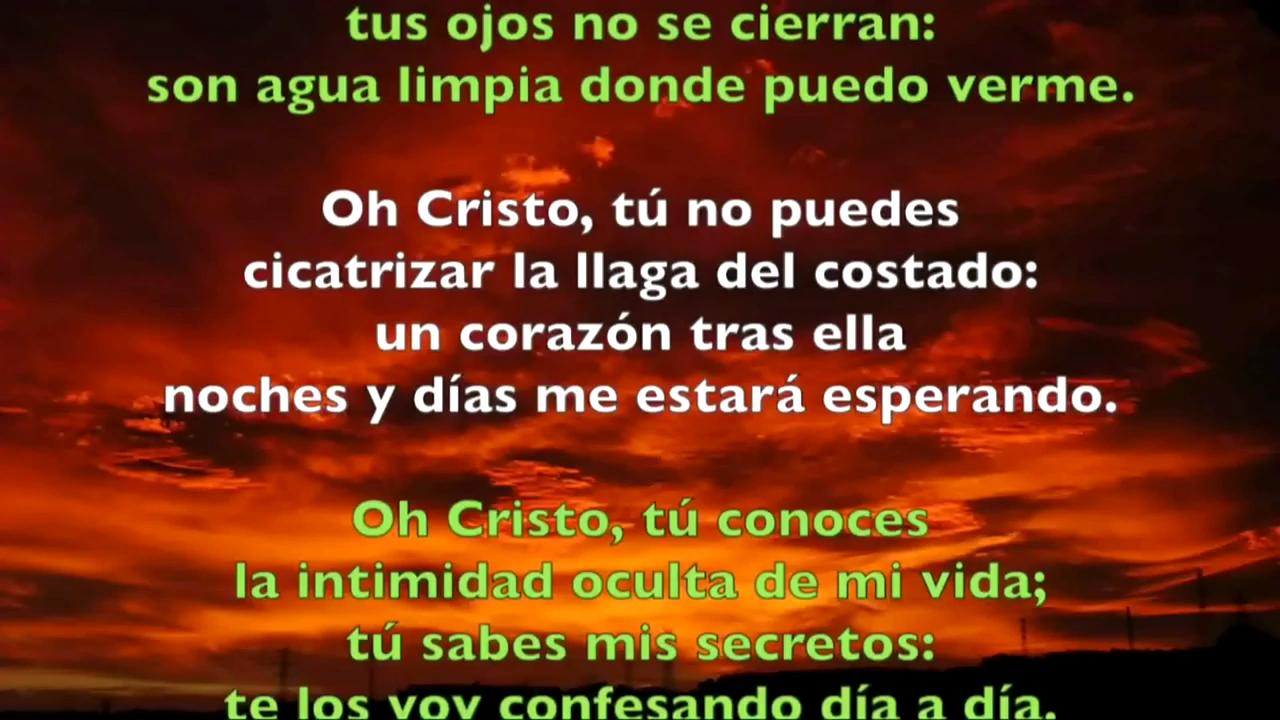 tus ojos no se cierran:
son agua limpia donde puedo verme.
Oh Cristo, tú no puedes
cicatrizar la llaga del costado:
un corazón tras ella
noches y días me estará esperando.
Oh Cristo, tú conoces
la intimidad oculta de mi vida;
tú sabes mis secretos:
te los voy confesando día a día.